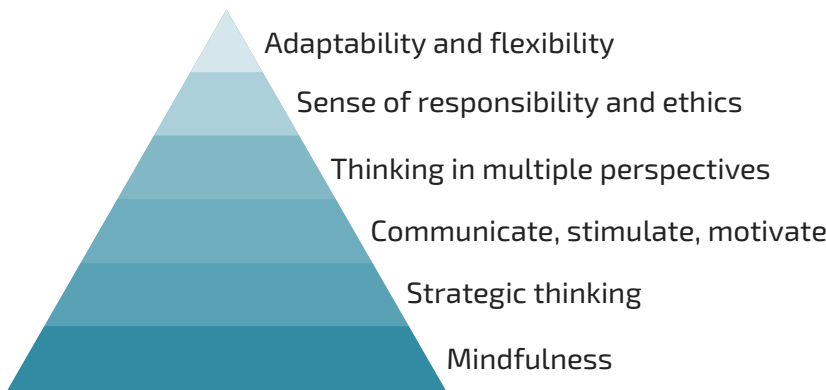 Adaptability and flexibility
Sense of responsibility and ethics
Thinking in multiple perspectives
Communicate, stimulate, motivate
Strategic thinking
Mindfulness